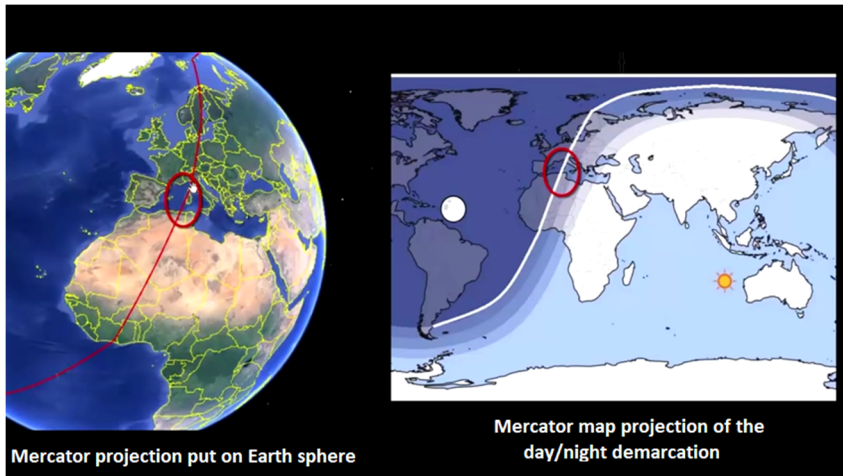 Mercator projection put on Earth sphere
Mercator map projection of the
day/night demarcation